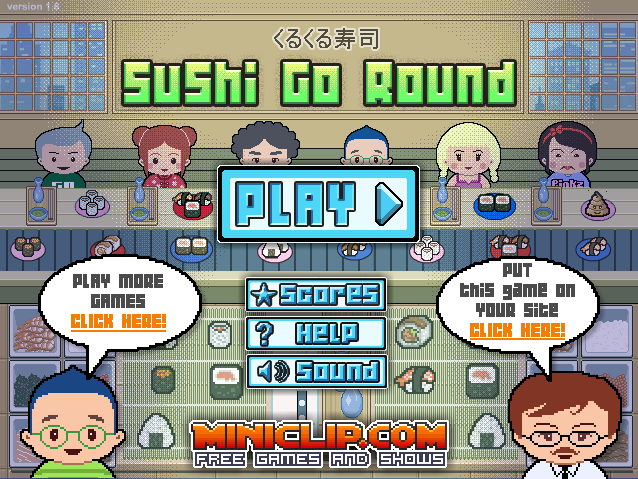 version 1.8
くるくる寿司
Sushi Go Round
PLAY
PLAY MORE
GAMES
CLICK HERE!
PUT
this game on
YOUR SITE
CLICK HERE!
Scores
? Help
Sound
MINICLIP.COM
FREE GAMES AND SHOWS